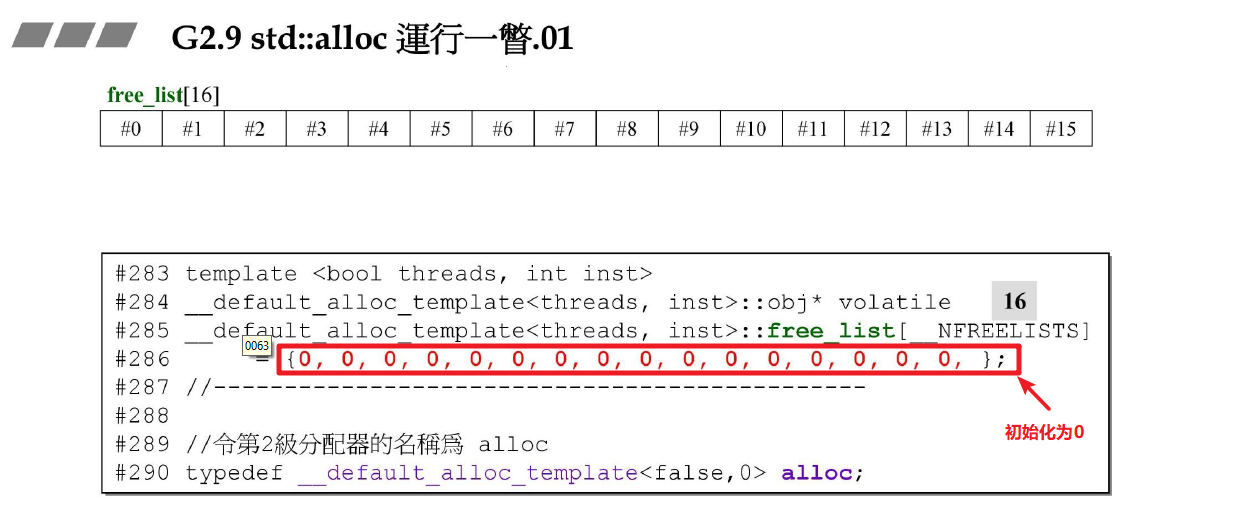 G2.9 std::alloc 運行一瞥.01
free_list[16]
#0 #1 #2 #3 #4 #5 #6 #7 #8 #9 #10 #11 #12 #13 #14 #15
#283 template <bool threads, int inst>
#284 __default_alloc_template<threads, inst>::obj* volatile 16
#285 __default_alloc_template<threads, inst>::free_list[__NFREELISTS]
0063
#286 = {0, 0, 0, 0, 0, 0, 0, 0, 0, 0, 0, 0, 0, 0, 0, 0, };
#287 //----------------------------------------------
#288
初始化为0
#289 //令第2級分配器的名稱爲 alloc
#290 typedef __default_alloc_template<false,0> alloc;